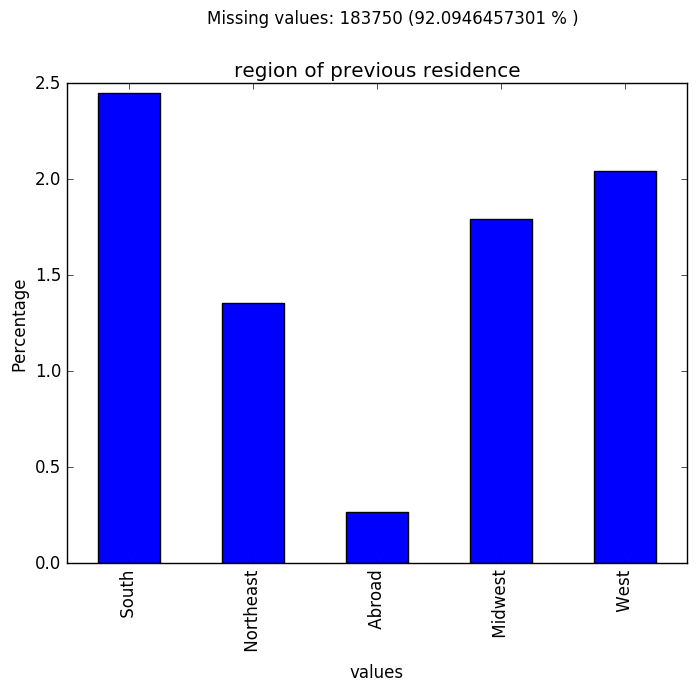 Missing values: 183750 (92.0946457301 % )
region of previous residence
2.5
2.0
1.5
1.0
0.5
0.0
Percentage
South
Northeast
Abroad
Midwest
West
values